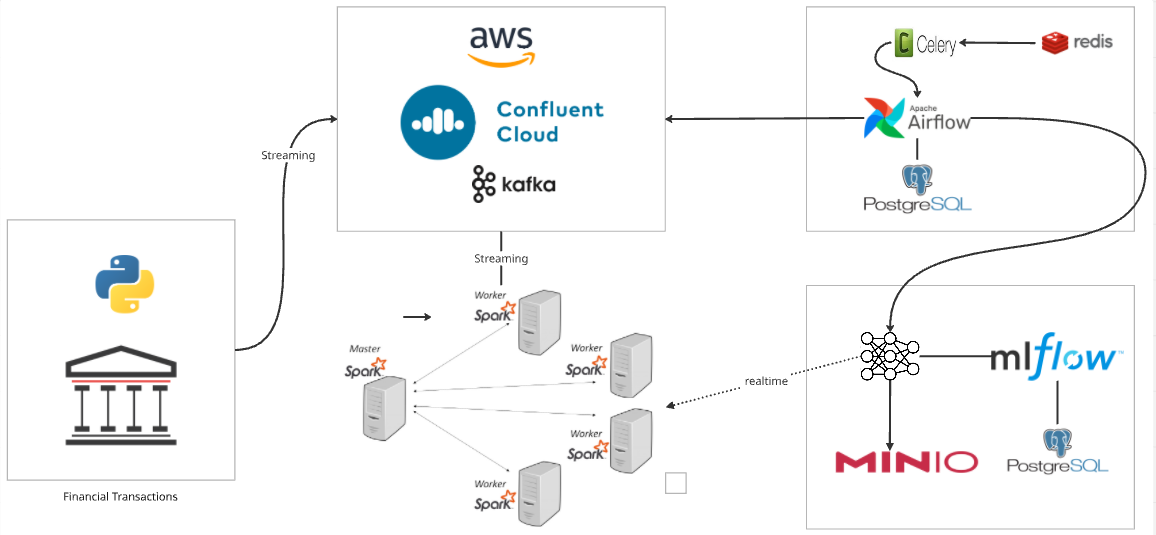 aws
Confluent
Cloud
kafka
Celery
redis
Apache
Airflow
PostgreSQL
Streaming
Financial Transactions
Streaming
Worker
Spark
Master
Spark
Worker
Spark
Worker
Spark
Worker
Spark
realtime
mlflow™
MINIO
PostgreSQL